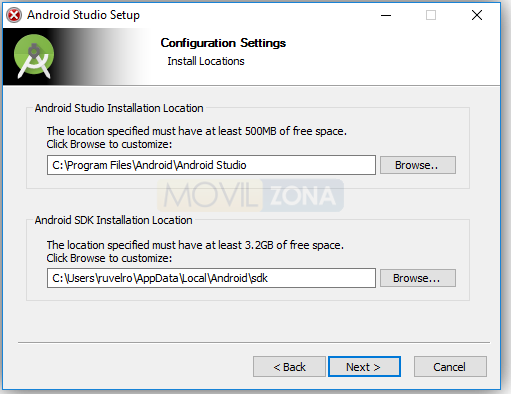 Android Studio Setup
Configuration Settings
Install Locations
Android Studio Installation Location
The location specified must have at least 500MB of free space.
Click Browse to customize:
C:\Program Files\Android\Android Studio
Browse..
MOVILZONA
Android SDK Installation Location
The location specified must have at least 3.2GB of free space.
Click Browse to customize:
C:\Users\ruvelro\AppData\Local\Android\sdk
Browse...
< Back
Next >
Cancel